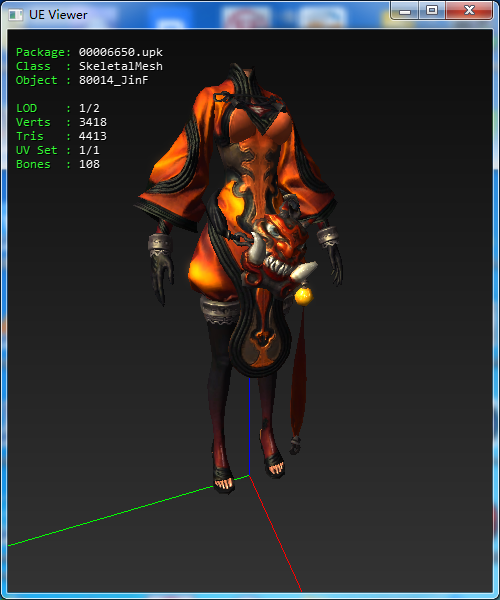 UE Viewer
Package: 00006650.upk
Class  : SkeletalMesh
Object : 80014_JinF
LOD    : 1/2
Verts  : 3418
Tris   : 4413
UV Set : 1/1
Bones  : 108